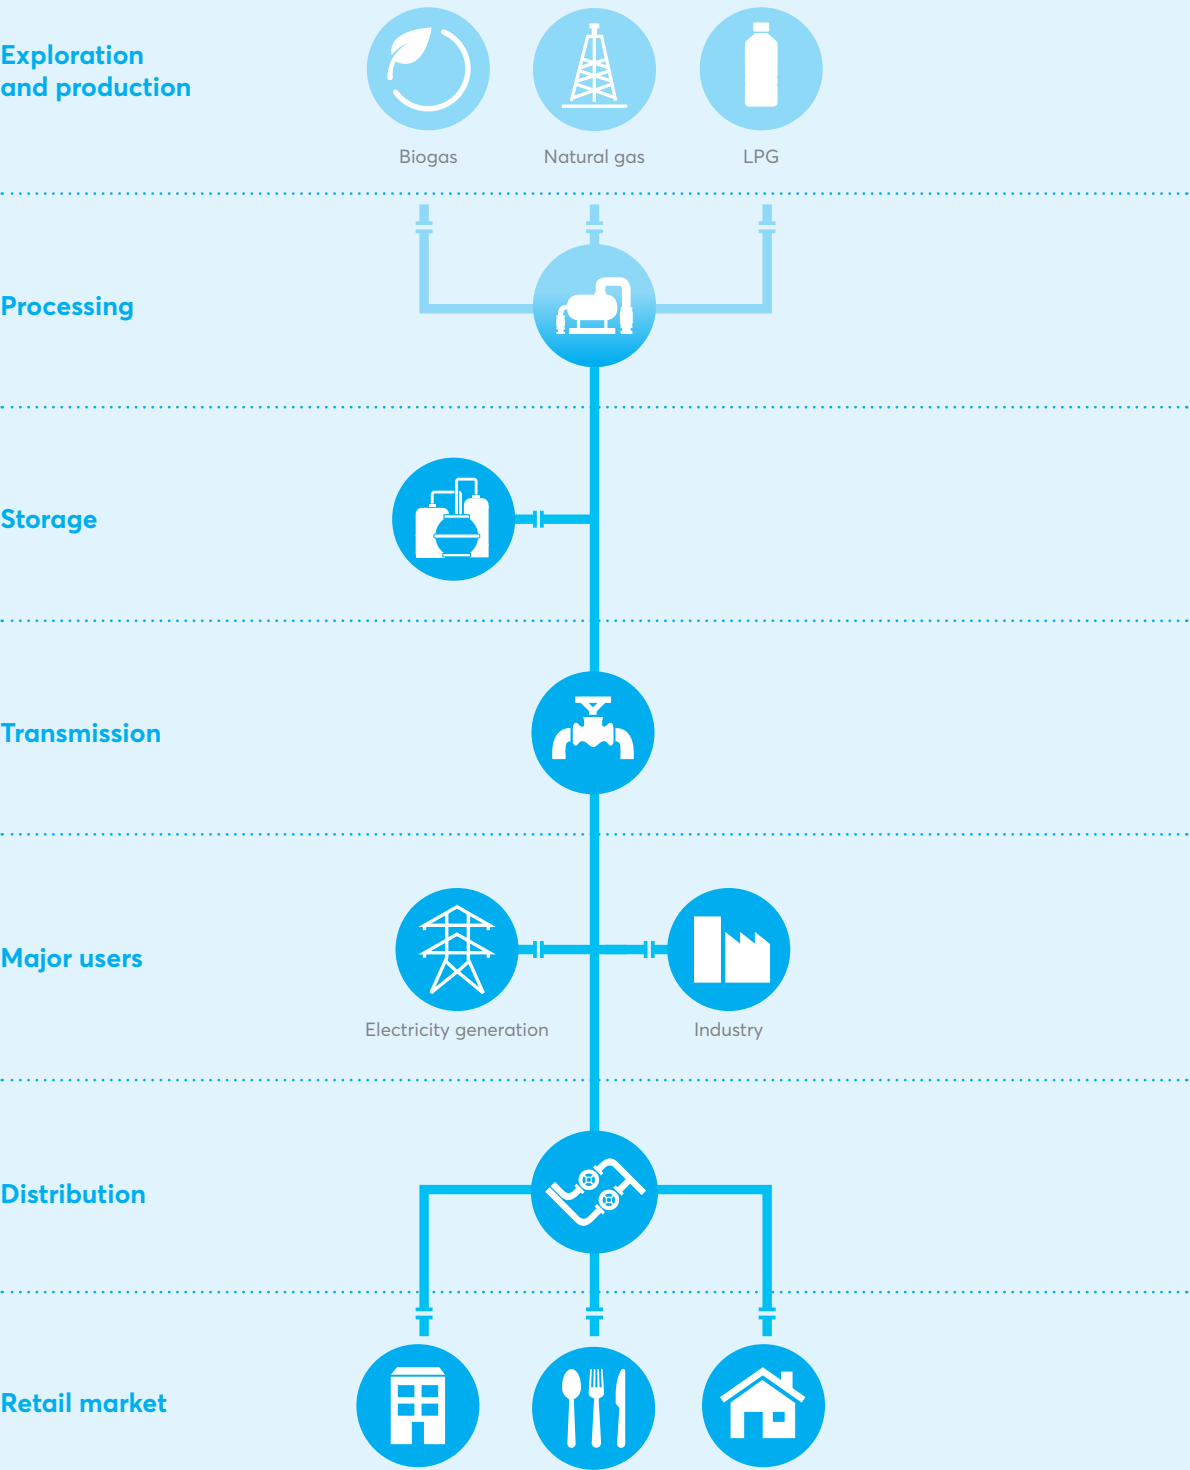 Exploration
and production
Biogas
Natural gas
LPG
Processing
Storage
Transmission
Major users
Electricity generation
Industry
Distribution
Retail market